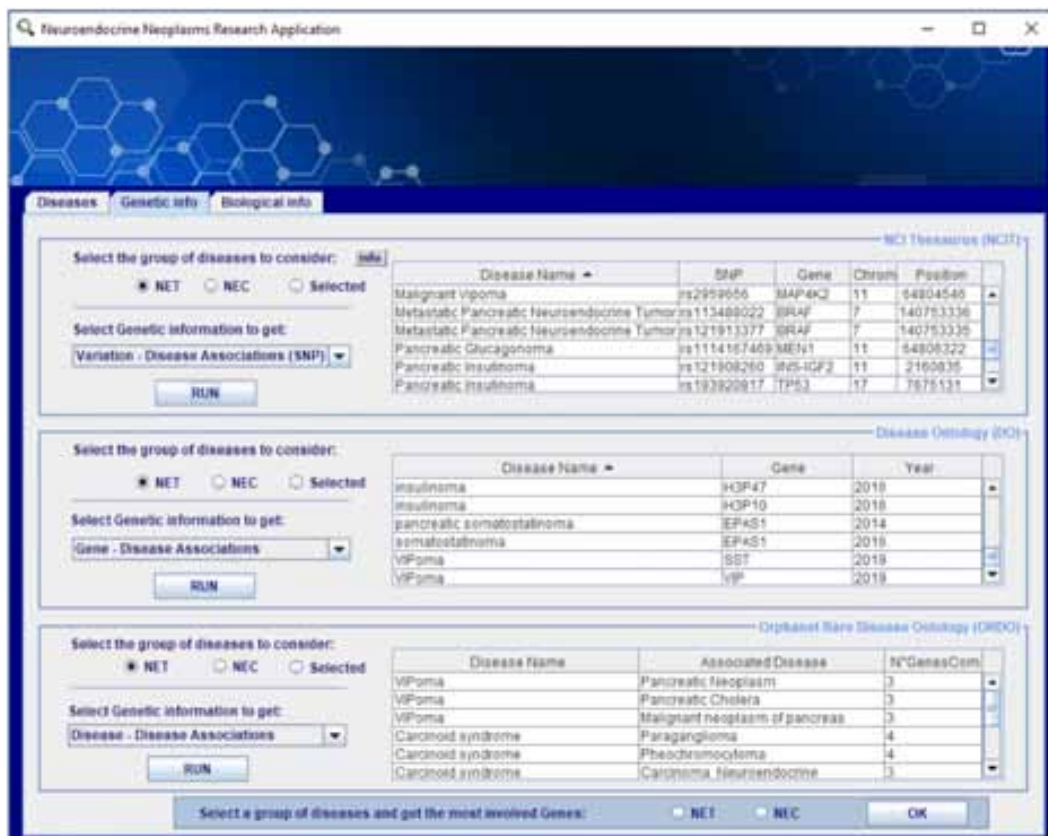 Neuroendocrine Neoplasms Research Application
Diseases Genetic info Biological info
NCI Thesaurus (NCIT)
Select the group of diseases to consider: Info
NET NEC Selected
Select Genetic information to get:
Variation - Disease Associations (SNP)
RUN
Disease Name SNP Gene Chrom Position
Malignant Vipoma rs2959656 MAP4K2 11 64804546
Metastatic Pancreatic Neuroendocrine Tumor rs113488022 BRAF 7 140753336
Metastatic Pancreatic Neuroendocrine Tumor rs121913377 BRAF 7 140753335
Pancreatic Glucagonoma rs1114167469 MEN1 11 64806322
Pancreatic Insulinoma rs121908260 INS-IGF2 11 2160835
Pancreatic Insulinoma rs193920817 TP53 17 7675131
Disease Ostology (DO)
Select the group of diseases to consider:
NET NEC Selected
Select Genetic information to get:
Gene - Disease Associations
RUN
Disease Name Gene Year
insulinoma H3P47 2018
insulinoma H3P10 2018
pancreatic somatostatinoma EPAS1 2014
somatostatinoma EPAS1 2018
VIPoma SST 2019
VIPoma VIP 2019
Orphanet Rare Disease Ostology (ORDO)
Select the group of diseases to consider:
NET NEC Selected
Select Genetic information to get:
Disease - Disease Associations
RUN
Disease Name Associated Disease N°GenesCom
VIPoma Pancreatic Neoplasm 3
VIPoma Pancreatic Cholera 3
VIPoma Malignant neoplasm of pancreas 3
Carcinoid syndrome Paraganglioma 4
Carcinoid syndrome Pheochromocytoma 4
Carcinoid syndrome Carcinoma, Neuroendocrine 3
Select a group of diseases and get the most involved Genes: NET NEC OK